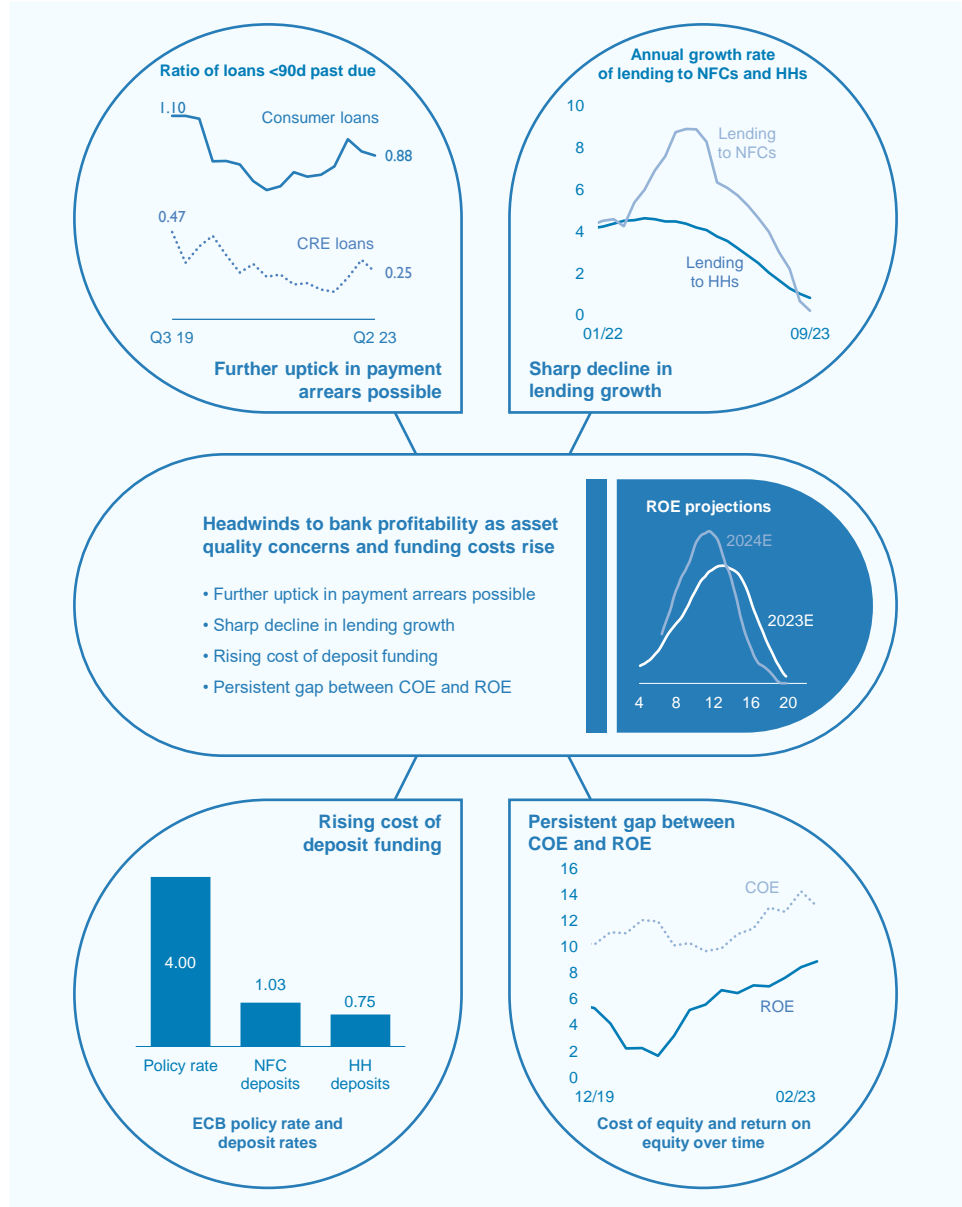 Ratio of loans <90d past due
1.10
Consumer loans
0.88
0.47
CRE loans
0.25
Q3 19
Q2 23
Further uptick in payment
arrears possible
Annual growth rate
of lending to NFCs and HHs
10
8
6
4
2
0
Lending
to NFCs
Lending
to HHs
01/22
09/23
Sharp decline in
lending growth
Headwinds to bank profitability as asset
quality concerns and funding costs rise
• Further uptick in payment arrears possible
• Sharp decline in lending growth
• Rising cost of deposit funding
• Persistent gap between COE and ROE
ROE projections
2024E
2023E
4 8 12 16 20
Rising cost of
deposit funding
4.00
1.03
0.75
Policy rate
NFC
deposits
HH
deposits
ECB policy rate and
deposit rates
Persistent gap between
COE and ROE
16
14
12
10
8
6
4
2
0
COE
ROE
12/19
02/23
Cost of equity and return on
equity over time